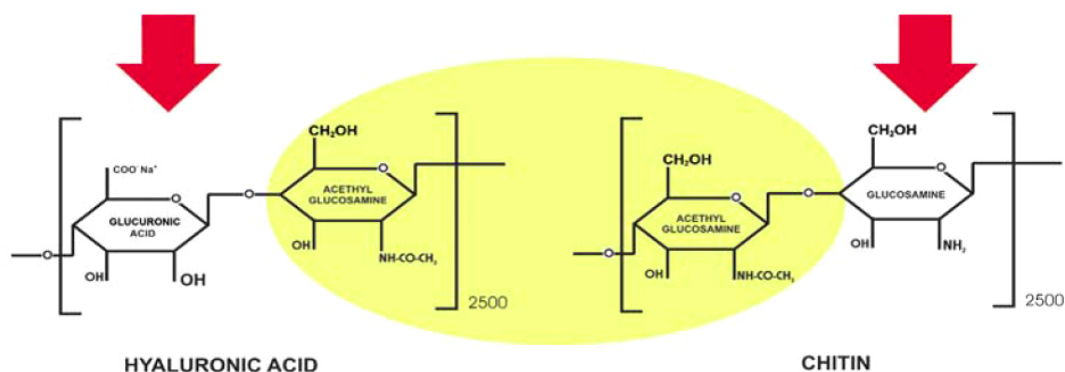 COO⁻ Na⁺
O
GLUCURONIC
ACID
O
OH
OH
O
CH₂OH
O
ACETHYL
GLUCOSAMINE
OH
NH-CO-CH₃
2500
HYALURONIC ACID
O
CH₂OH
O
ACETHYL
GLUCOSAMINE
OH
NH-CO-CH₃
O
CH₂OH
O
GLUCOSAMINE
OH
NH₂
2500
CHITIN